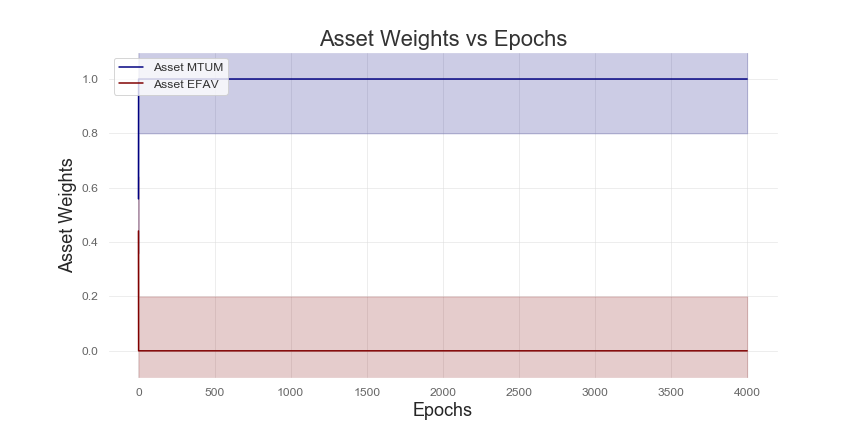 Asset Weights vs Epochs
Asset MTUM
Asset EFAV
1.0
0.8
0.6
0.4
0.2
0.0
Asset Weights
0 500 1000 1500 2000 2500 3000 3500 4000
Epochs